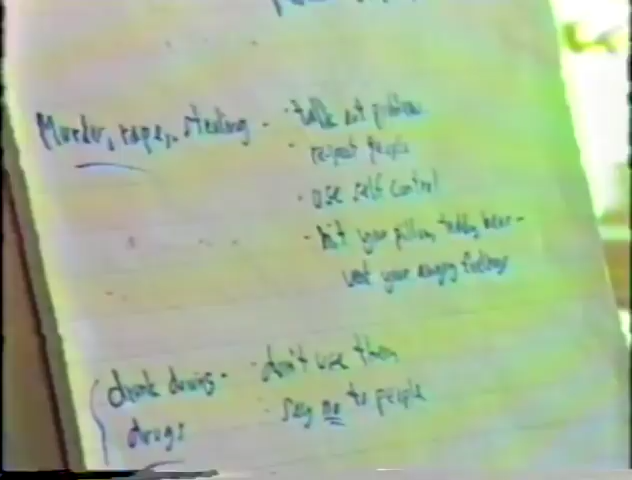 Murder, rape, stealing - · talk out problem
· respect people
· use self control
· hit your pillow, teddy bear -
vent your angry feelings
drunk driving - · don't use them
drugs · say no to people